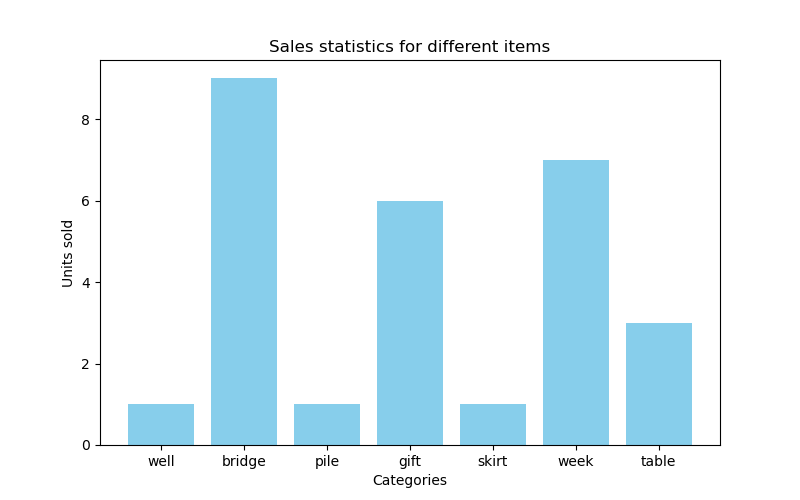 Sales statistics for different items
8
6
4
2
0
Units sold
well bridge pile gift skirt week table
Categories